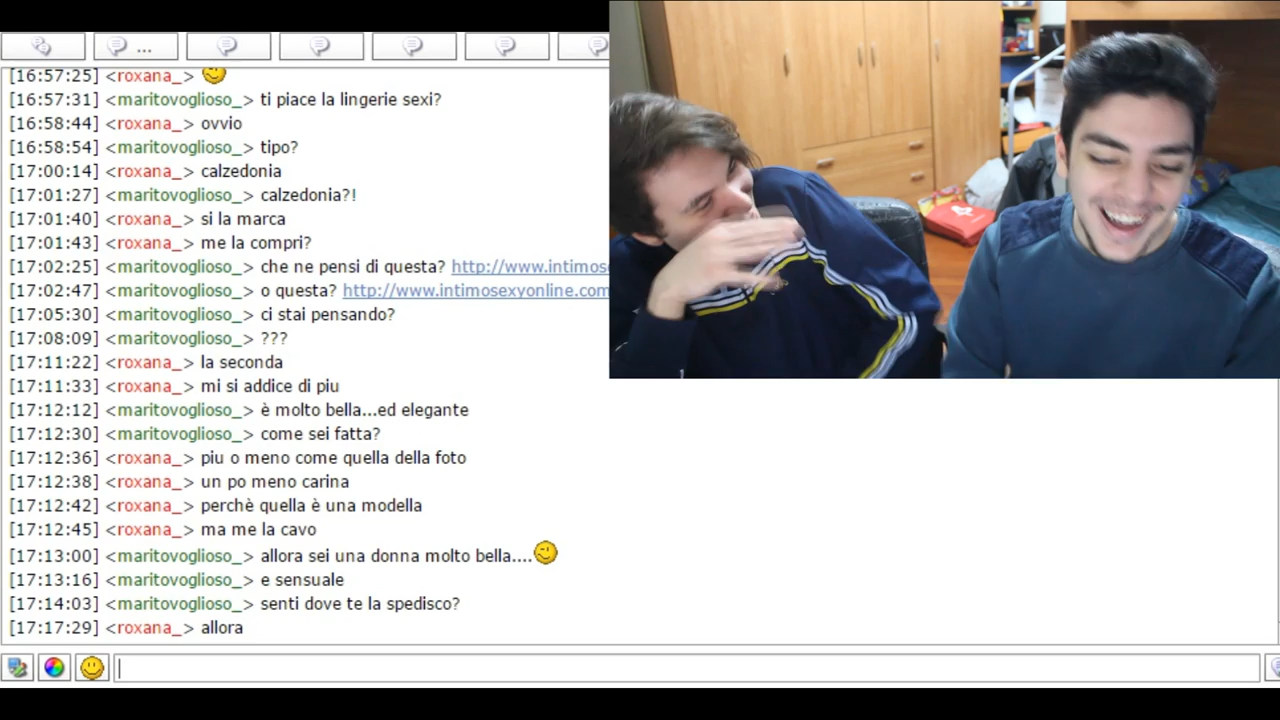 ...
[16:57:25] <roxana_>
[16:57:31] <maritovoglioso_> ti piace la lingerie sexi?
[16:58:44] <roxana_> ovvio
[16:58:54] <maritovoglioso_> tipo?
[17:00:14] <roxana_> calzedonia
[17:01:27] <maritovoglioso_> calzedonia?!
[17:01:40] <roxana_> si la marca
[17:01:43] <roxana_> me la compri?
[17:02:25] <maritovoglioso_> che ne pensi di questa? http://www.intimos
[17:02:47] <maritovoglioso_> o questa? http://www.intimosexyonline.com
[17:05:30] <maritovoglioso_> ci stai pensando?
[17:08:09] <maritovoglioso_> ???
[17:11:22] <roxana_> la seconda
[17:11:33] <roxana_> mi si addice di piu
[17:12:12] <maritovoglioso_> è molto bella...ed elegante
[17:12:30] <maritovoglioso_> come sei fatta?
[17:12:36] <roxana_> piu o meno come quella della foto
[17:12:38] <roxana_> un po meno carina
[17:12:42] <roxana_> perchè quella è una modella
[17:12:45] <roxana_> ma me la cavo
[17:13:00] <maritovoglioso_> allora sei una donna molto bella....
[17:13:16] <maritovoglioso_> e sensuale
[17:14:03] <maritovoglioso_> senti dove te la spedisco?
[17:17:29] <roxana_> allora